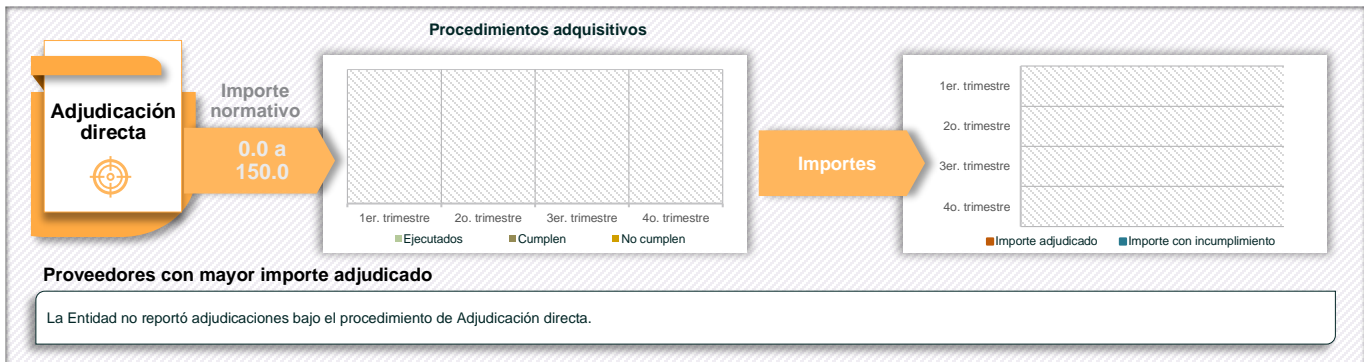 Procedimientos adquisitivos
Adjudicación
directa
Importe
normativo
0.0 a
150.0
1er. trimestre
2o. trimestre
3er. trimestre
4o. trimestre
Ejecutados
Cumplen
No cumplen
Importes
1er. trimestre
2o. trimestre
3er. trimestre
4o. trimestre
Importe adjudicado
Importe con incumplimiento
Proveedores con mayor importe adjudicado
La Entidad no reportó adjudicaciones bajo el procedimiento de Adjudicación directa.